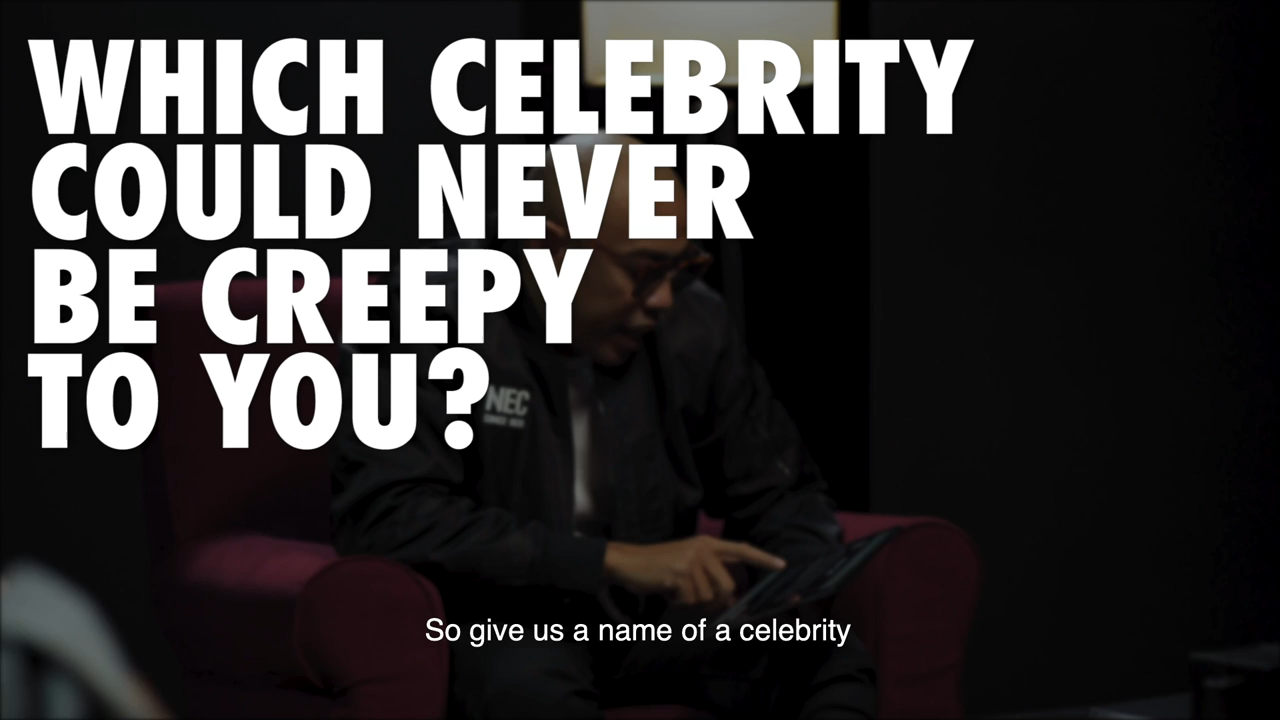 WHICH CELEBRITY
COULD NEVER
BE CREEPY
TO YOU?
NEC
So give us a name of a celebrity